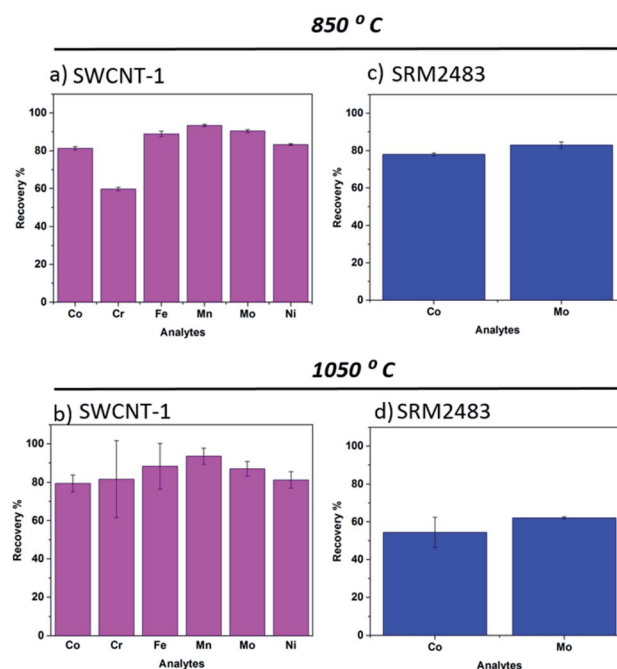 850 ° C
a) SWCNT-1
100
80
60
40
20
0
Recovery %
Co Cr Fe Mn Mo Ni
Analytes
c) SRM2483
100
80
60
40
20
0
Recovery %
Co Mo
Analytes
1050 ° C
b) SWCNT-1
100
80
60
40
20
0
Recovery %
Co Cr Fe Mn Mo Ni
Analytes
d) SRM2483
100
80
60
40
20
0
Recovery %
Co Mo
Analytes